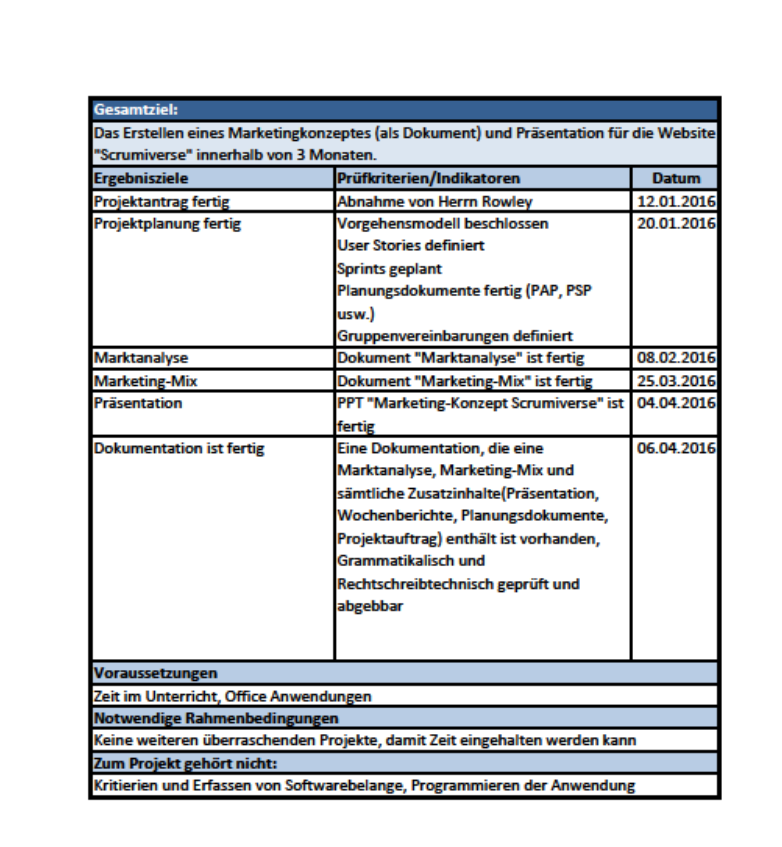 Gesamtziel:
Das Erstellen eines Marketingkonzeptes (als Dokument) und Präsentation für die Website
"Scrumiverse" innerhalb von 3 Monaten.
Ergebnisziele Prüfkriterien/Indikatoren Datum
Projektantrag fertig Abnahme von Herrn Rowley 12.01.2016
Projektplanung fertig Vorgehensmodell beschlossen 20.01.2016
User Stories definiert
Sprints geplant
Planungsdokumente fertig (PAP, PSP
usw.)
Gruppenvereinbarungen definiert
Marktanalyse Dokument "Marktanalyse" ist fertig 08.02.2016
Marketing-Mix Dokument "Marketing-Mix" ist fertig 25.03.2016
Präsentation PPT "Marketing-Konzept Scrumiverse" ist 04.04.2016
fertig
Dokumentation ist fertig Eine Dokumentation, die eine 06.04.2016
Marktanalyse, Marketing-Mix und
sämtliche Zusatzinhalte(Präsentation,
Wochenberichte, Planungsdokumente,
Projektauftrag) enthält ist vorhanden,
Grammatikalisch und
Rechtschreibtechnisch geprüft und
abgebbar
Voraussetzungen
Zeit im Unterricht, Office Anwendungen
Notwendige Rahmenbedingungen
Keine weiteren überraschenden Projekte, damit Zeit eingehalten werden kann
Zum Projekt gehört nicht:
Kritierien und Erfassen von Softwarebelange, Programmieren der Anwendung